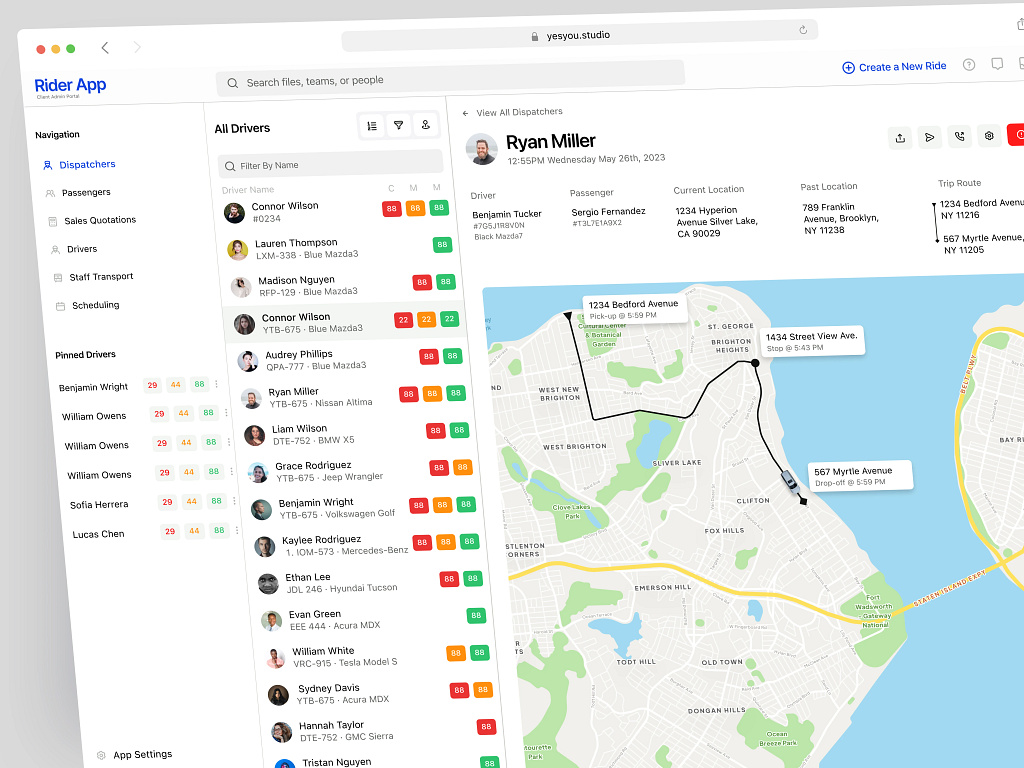 yesyou.studio
Rider App
Client Admin Portal
Search files, teams, or people
Create a New Ride
Navigation
Dispatchers
Passengers
Sales Quotations
Drivers
Staff Transport
Scheduling
Pinned Drivers
Benjamin Wright 29 44 88
William Owens 29 44 88
William Owens 29 44 88
William Owens 29 44 88
Sofia Herrera 29 44 88
Lucas Chen 29 44 88
App Settings
All Drivers
Filter By Name
Driver Name C M M
Connor Wilson 88 88 88
#0234
Lauren Thompson 88
LXM-338 · Blue Mazda3
Madison Nguyen 88 88
RFP-129 · Blue Mazda3
Connor Wilson 22 22 22
YTB-675 · Blue Mazda3
Audrey Phillips 88 88
QPA-777 · Blue Mazda3
Ryan Miller 88 88 88
YTB-675 · Nissan Altima
Liam Wilson 88 88
DTE-752 · BMW X5
Grace Rodriguez 88 88
YTB-675 · Jeep Wrangler
Benjamin Wright 88 88 88
YTB-675 · Volkswagen Golf
Kaylee Rodriguez 88 88 88
1. IOM-573 · Mercedes-Benz
Ethan Lee 88 88
JDL 246 · Hyundai Tucson
Evan Green 88
EEE 444 · Acura MDX
William White 88 88
VRC-915 · Tesla Model S
Sydney Davis 88 88
YTB-675 · Acura MDX
Hannah Taylor 88
DTE-752 · GMC Sierra
Tristan Nguyen 88
View All Dispatchers
Ryan Miller
12:55PM Wednesday May 26th, 2023
Driver
Benjamin Tucker
#7G5J1R8V0N
Black Mazda7
Passenger
Sergio Fernandez
#T3L7E1A9X2
Current Location
1234 Hyperion
Avenue Silver Lake,
CA 90029
Past Location
789 Franklin
Avenue, Brooklyn,
NY 11238
Trip Route
1234 Bedford Avenu
NY 11216
567 Myrtle Avenue,
NY 11205
1234 Bedford Avenue
Pick-up @ 5:59 PM
Cultural Center
& Botanical
Garden
ST. GEORGE
BRIGHTON
HEIGHTS
1434 Street View Ave.
Stop @ 5:43 PM
ND
WEST NEW
BRIGHTON
BELT PKWY
WEST BRIGHTON
BAY RI
SLIVER LAKE
567 Myrtle Avenue
Drop-off @ 5:59 PM
Clove Lakes
Park
CLIFTON
FOX HILLS
STLENTON
ORNERS
EMERSON HILL
STATEN ISLAND EXPY
Fort
Wadsworth
Gateway
National
TODT HILL
OLD TOWN
DONGAN HILLS
Ocean
Breeze Park
Park